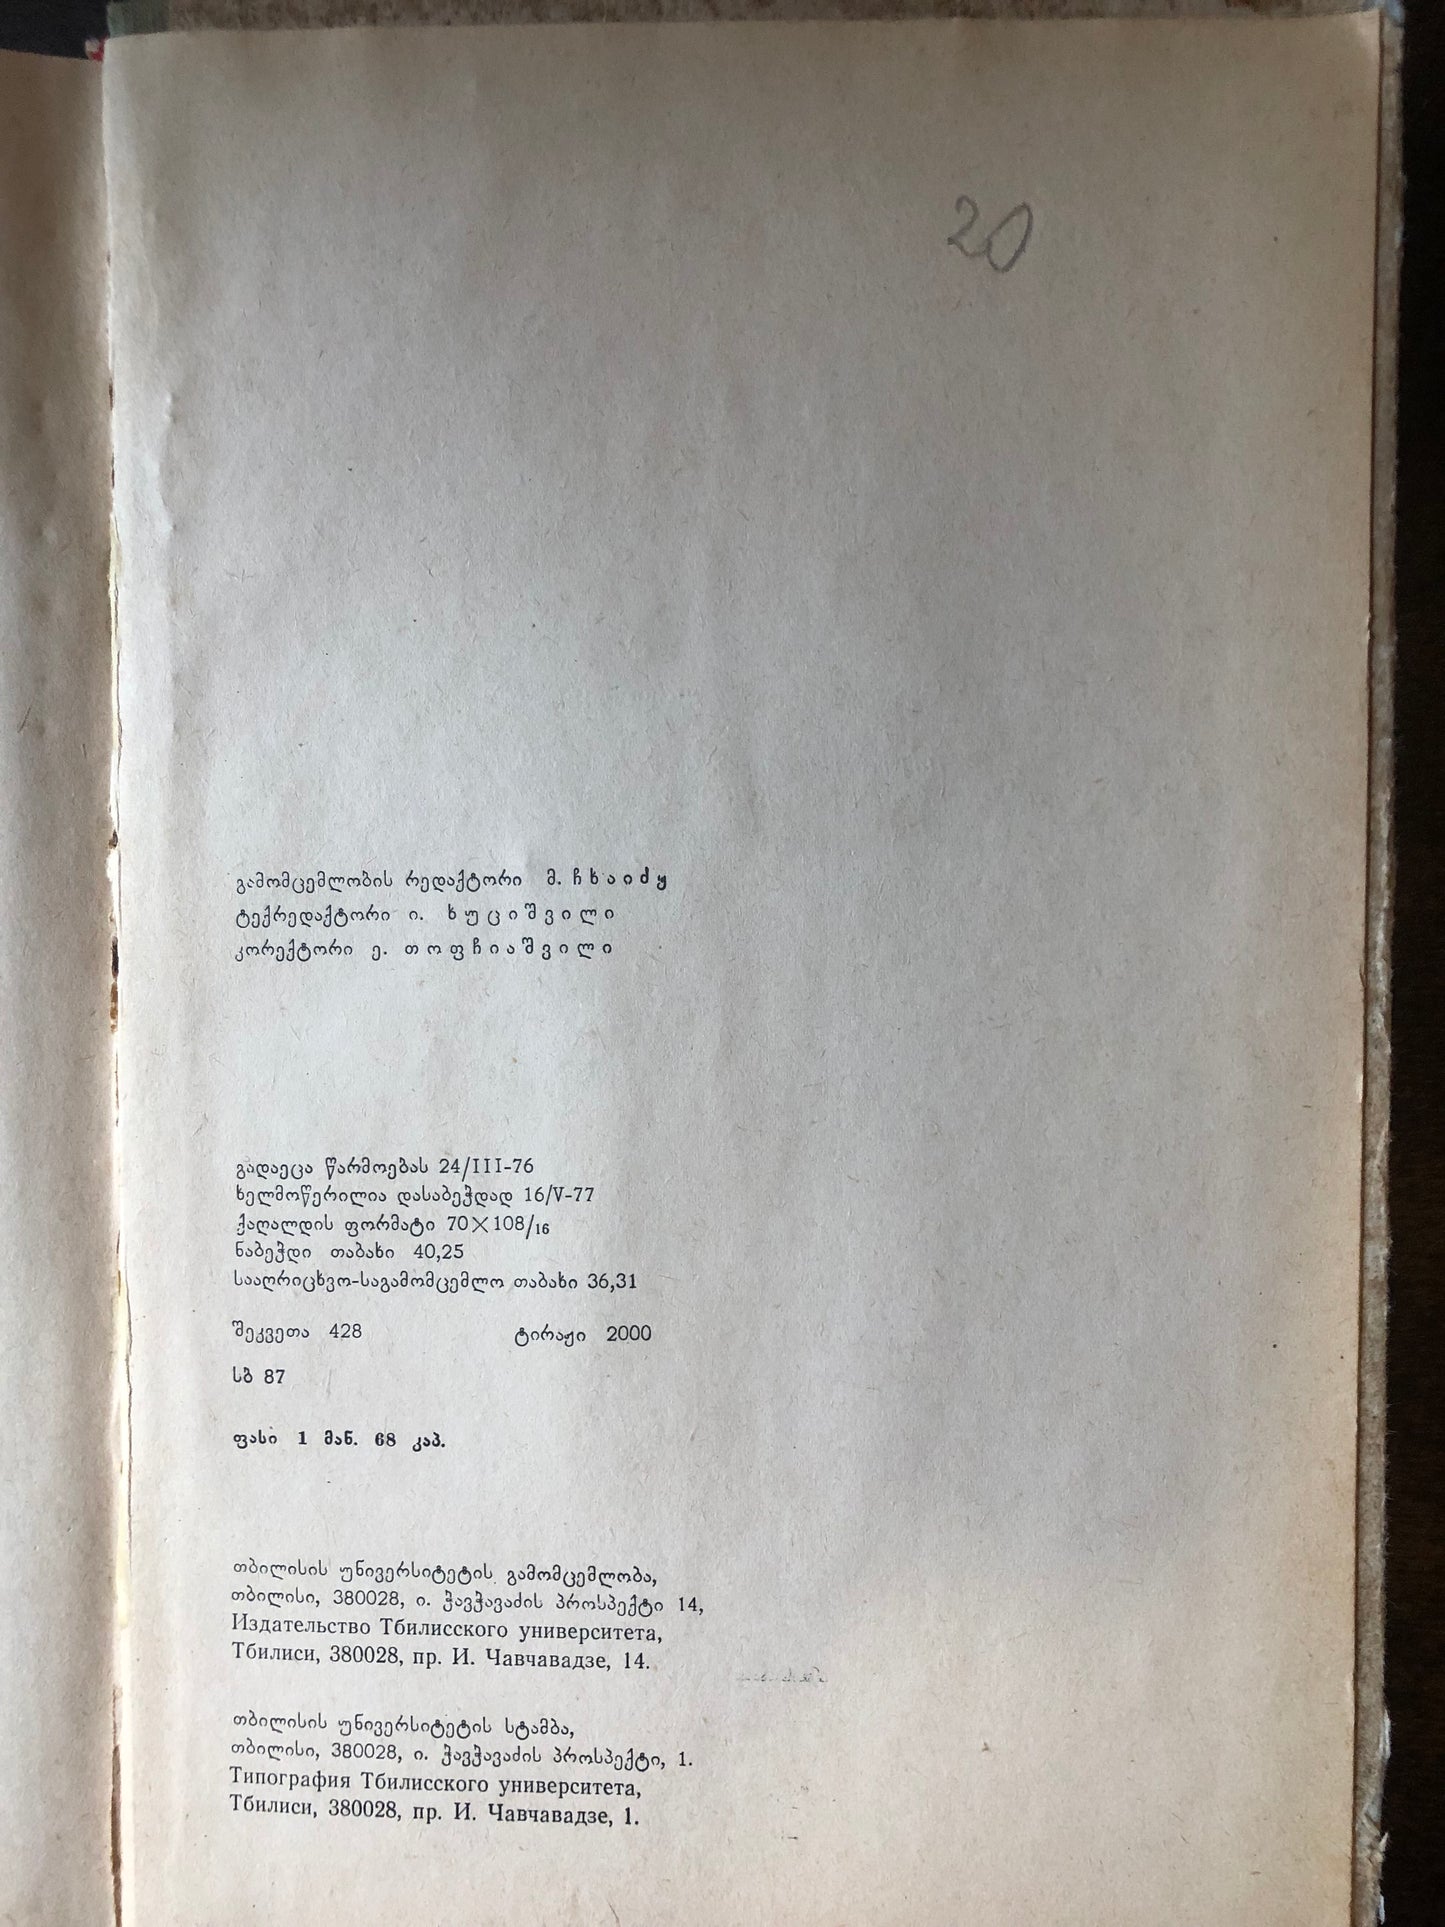 20
გამომცემლობის რედაქტორი მ. ჩხაიძე
ტექრედაქტორი ი. ხუციშვილი
კორექტორი ე. თოფჩიაშვილი
გადაეცა წარმოებას 24/III-76
ხელმოწერილია დასაბეჭდად 16/V-77
ქაღალდის ფორმატი 70×108/16
ნაბეჭდი თაბახი 40,25
სააღრიცხვო-საგამომცემლო თაბახი 36,31
შეკვეთა 428 ტირაჟი 2000
სბ 87
ფასი 1 მან. 68 კაპ.
თბილისის უნივერსიტეტის გამომცემლობა,
თბილისი, 380028, ი. ჭავჭავაძის პროსპექტი 14,
Издательство Тбилисского университета,
Тбилиси, 380028, пр. И. Чавчавадзе, 14.
თბილისის უნივერსიტეტის სტამბა,
თბილისი, 380028, ი. ჭავჭავაძის პროსპექტი, 1.
Типография Тбилисского университета,
Тбилиси, 380028, пр. И. Чавчавадзе, 1.